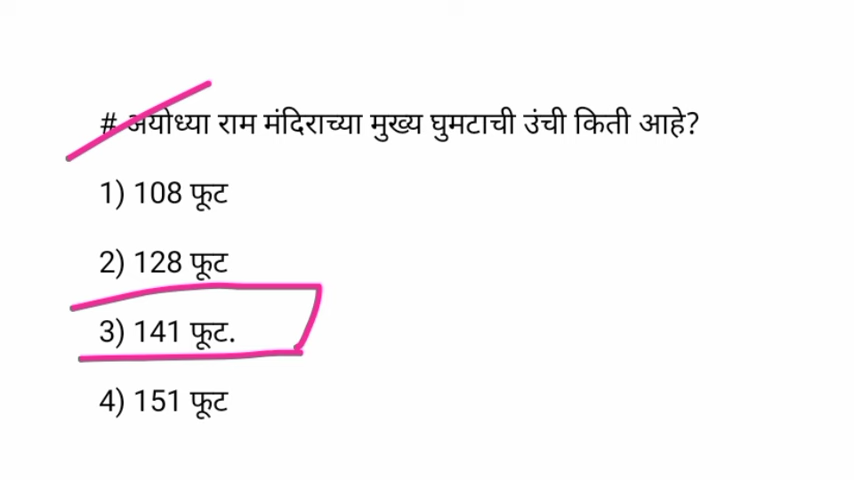 # अयोध्या राम मंदिराच्या मुख्य घुमटाची उंची किती आहे?
1) 108 फूट
2) 128 फूट
3) 141 फूट.
4) 151 फूट